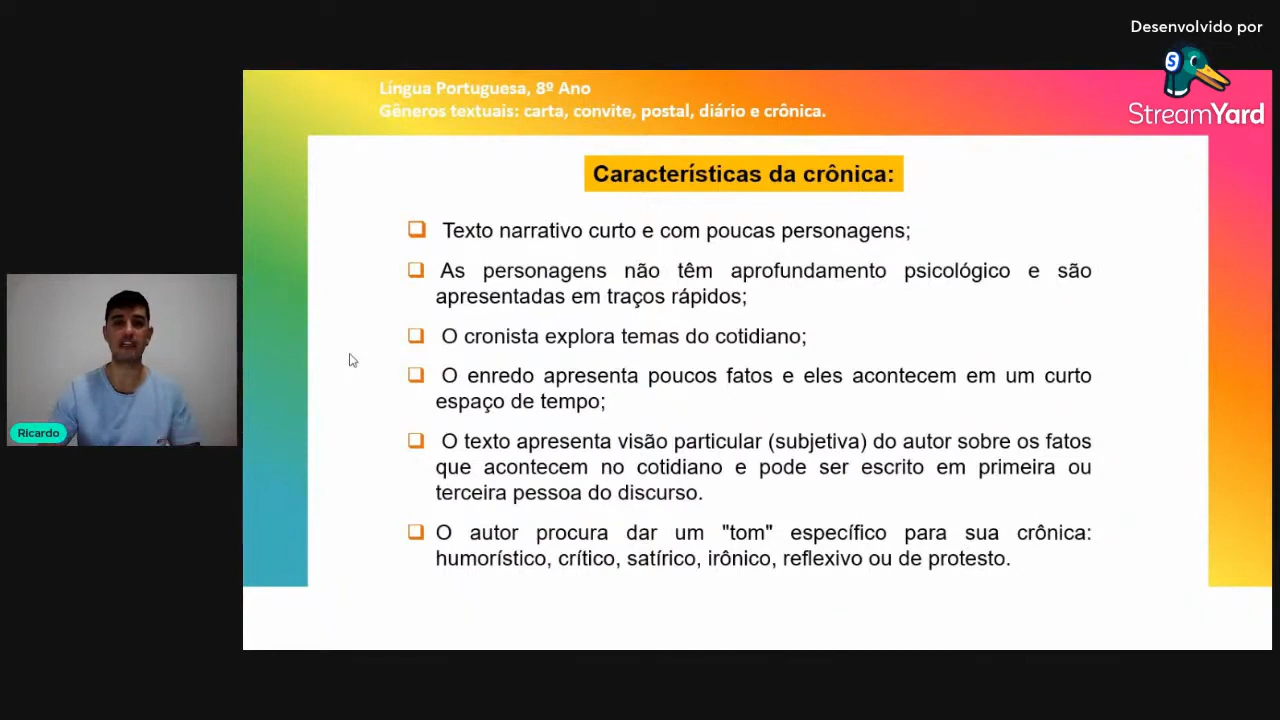 Desenvolvido por
S
StreamYard
Língua Portuguesa, 8º Ano
Gêneros textuais: carta, convite, postal, diário e crônica.
Características da crônica:
Texto narrativo curto e com poucas personagens;
As personagens não têm aprofundamento psicológico e são
apresentadas em traços rápidos;
O cronista explora temas do cotidiano;
O enredo apresenta poucos fatos e eles acontecem em um curto
espaço de tempo;
O texto apresenta visão particular (subjetiva) do autor sobre os fatos
que acontecem no cotidiano e pode ser escrito em primeira ou
terceira pessoa do discurso.
O autor procura dar um "tom" específico para sua crônica:
humorístico, crítico, satírico, irônico, reflexivo ou de protesto.
Ricardo